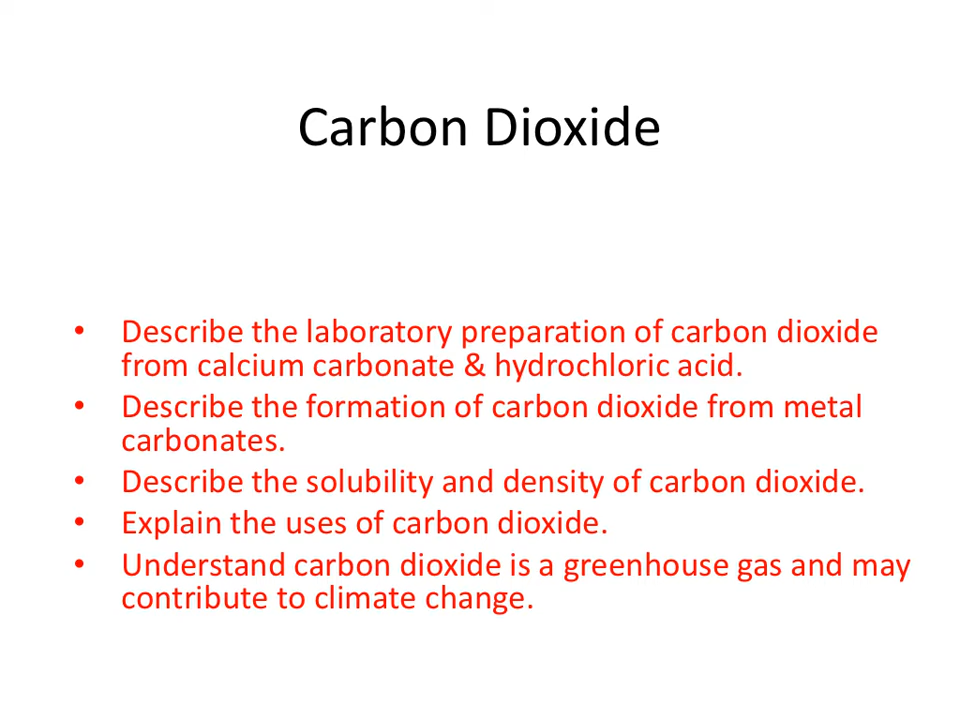 Carbon Dioxide
• Describe the laboratory preparation of carbon dioxide
from calcium carbonate & hydrochloric acid.
• Describe the formation of carbon dioxide from metal
carbonates.
• Describe the solubility and density of carbon dioxide.
• Explain the uses of carbon dioxide.
• Understand carbon dioxide is a greenhouse gas and may
contribute to climate change.